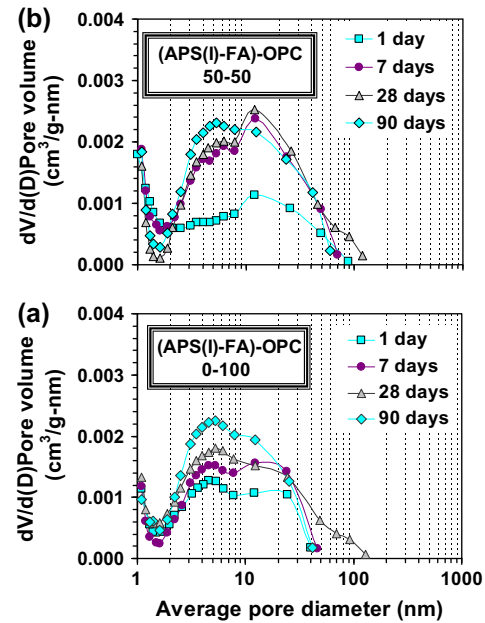 (b)
0.004
0.003
0.002
0.001
0.000
dV/d(D)Pore volume
(cm³/g-nm)
(APS(I)-FA)-OPC
50-50
1 day
7 days
28 days
90 days
(a)
0.004
0.003
0.002
0.001
0.000
dV/d(D)Pore volume
(cm³/g-nm)
(APS(I)-FA)-OPC
0-100
1 day
7 days
28 days
90 days
1 10 100 1000
Average pore diameter (nm)